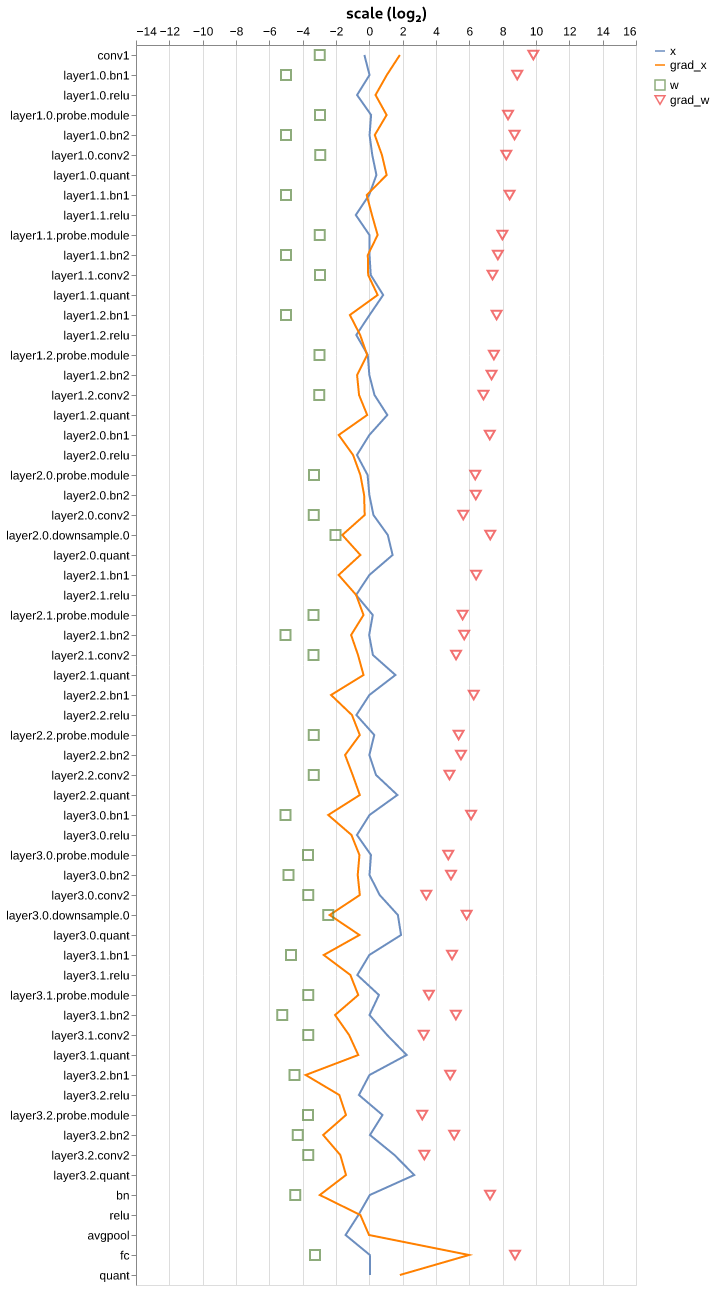 scale (log₂)
−14 −12 −10 −8 −6 −4 −2 0 2 4 6 8 10 12 14 16
x
grad_x
w
grad_w
conv1
layer1.0.bn1
layer1.0.relu
layer1.0.probe.module
layer1.0.bn2
layer1.0.conv2
layer1.0.quant
layer1.1.bn1
layer1.1.relu
layer1.1.probe.module
layer1.1.bn2
layer1.1.conv2
layer1.1.quant
layer1.2.bn1
layer1.2.relu
layer1.2.probe.module
layer1.2.bn2
layer1.2.conv2
layer1.2.quant
layer2.0.bn1
layer2.0.relu
layer2.0.probe.module
layer2.0.bn2
layer2.0.conv2
layer2.0.downsample.0
layer2.0.quant
layer2.1.bn1
layer2.1.relu
layer2.1.probe.module
layer2.1.bn2
layer2.1.conv2
layer2.1.quant
layer2.2.bn1
layer2.2.relu
layer2.2.probe.module
layer2.2.bn2
layer2.2.conv2
layer2.2.quant
layer3.0.bn1
layer3.0.relu
layer3.0.probe.module
layer3.0.bn2
layer3.0.conv2
layer3.0.downsample.0
layer3.0.quant
layer3.1.bn1
layer3.1.relu
layer3.1.probe.module
layer3.1.bn2
layer3.1.conv2
layer3.1.quant
layer3.2.bn1
layer3.2.relu
layer3.2.probe.module
layer3.2.bn2
layer3.2.conv2
layer3.2.quant
bn
relu
avgpool
fc
quant